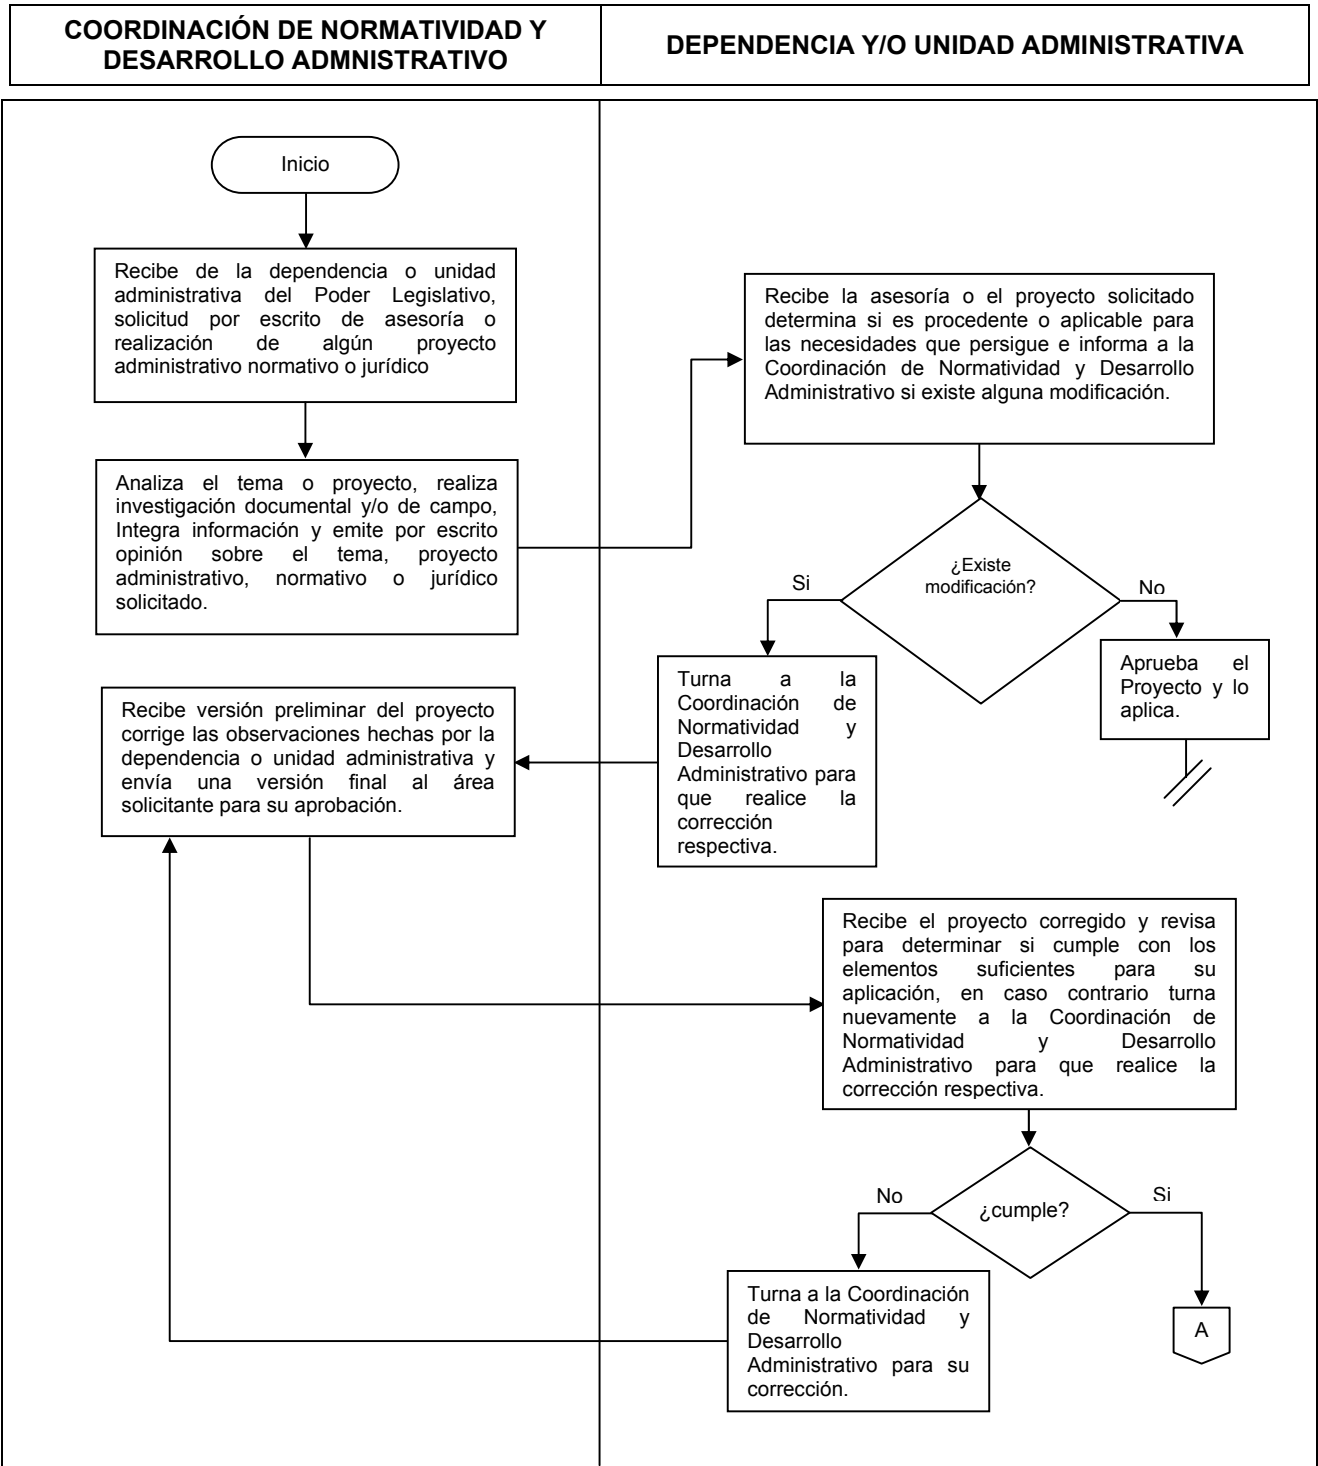 COORDINACIÓN DE NORMATIVIDAD Y
DESARROLLO ADMNISTRATIVO
DEPENDENCIA Y/O UNIDAD ADMINISTRATIVA
Inicio
Recibe de la dependencia o unidad
administrativa del Poder Legislativo,
solicitud por escrito de asesoría o
realización de algún proyecto
administrativo normativo o jurídico
Analiza el tema o proyecto, realiza
investigación documental y/o de campo,
Integra información y emite por escrito
opinión sobre el tema, proyecto
administrativo, normativo o jurídico
solicitado.
Recibe la asesoría o el proyecto solicitado
determina si es procedente o aplicable para
las necesidades que persigue e informa a la
Coordinación de Normatividad y Desarrollo
Administrativo si existe alguna modificación.
¿Existe
modificación?
Si
No
Turna a la
Coordinación de
Normatividad y
Desarrollo
Administrativo para
que realice la
corrección
respectiva.
Aprueba el
Proyecto y lo
aplica.
Recibe versión preliminar del proyecto
corrige las observaciones hechas por la
dependencia o unidad administrativa y
envía una versión final al área
solicitante para su aprobación.
Recibe el proyecto corregido y revisa
para determinar si cumple con los
elementos suficientes para su
aplicación, en caso contrario turna
nuevamente a la Coordinación de
Normatividad y Desarrollo
Administrativo para que realice la
corrección respectiva.
¿cumple?
No
Si
Turna a la Coordinación
de Normatividad y
Desarrollo
Administrativo para su
corrección.
A